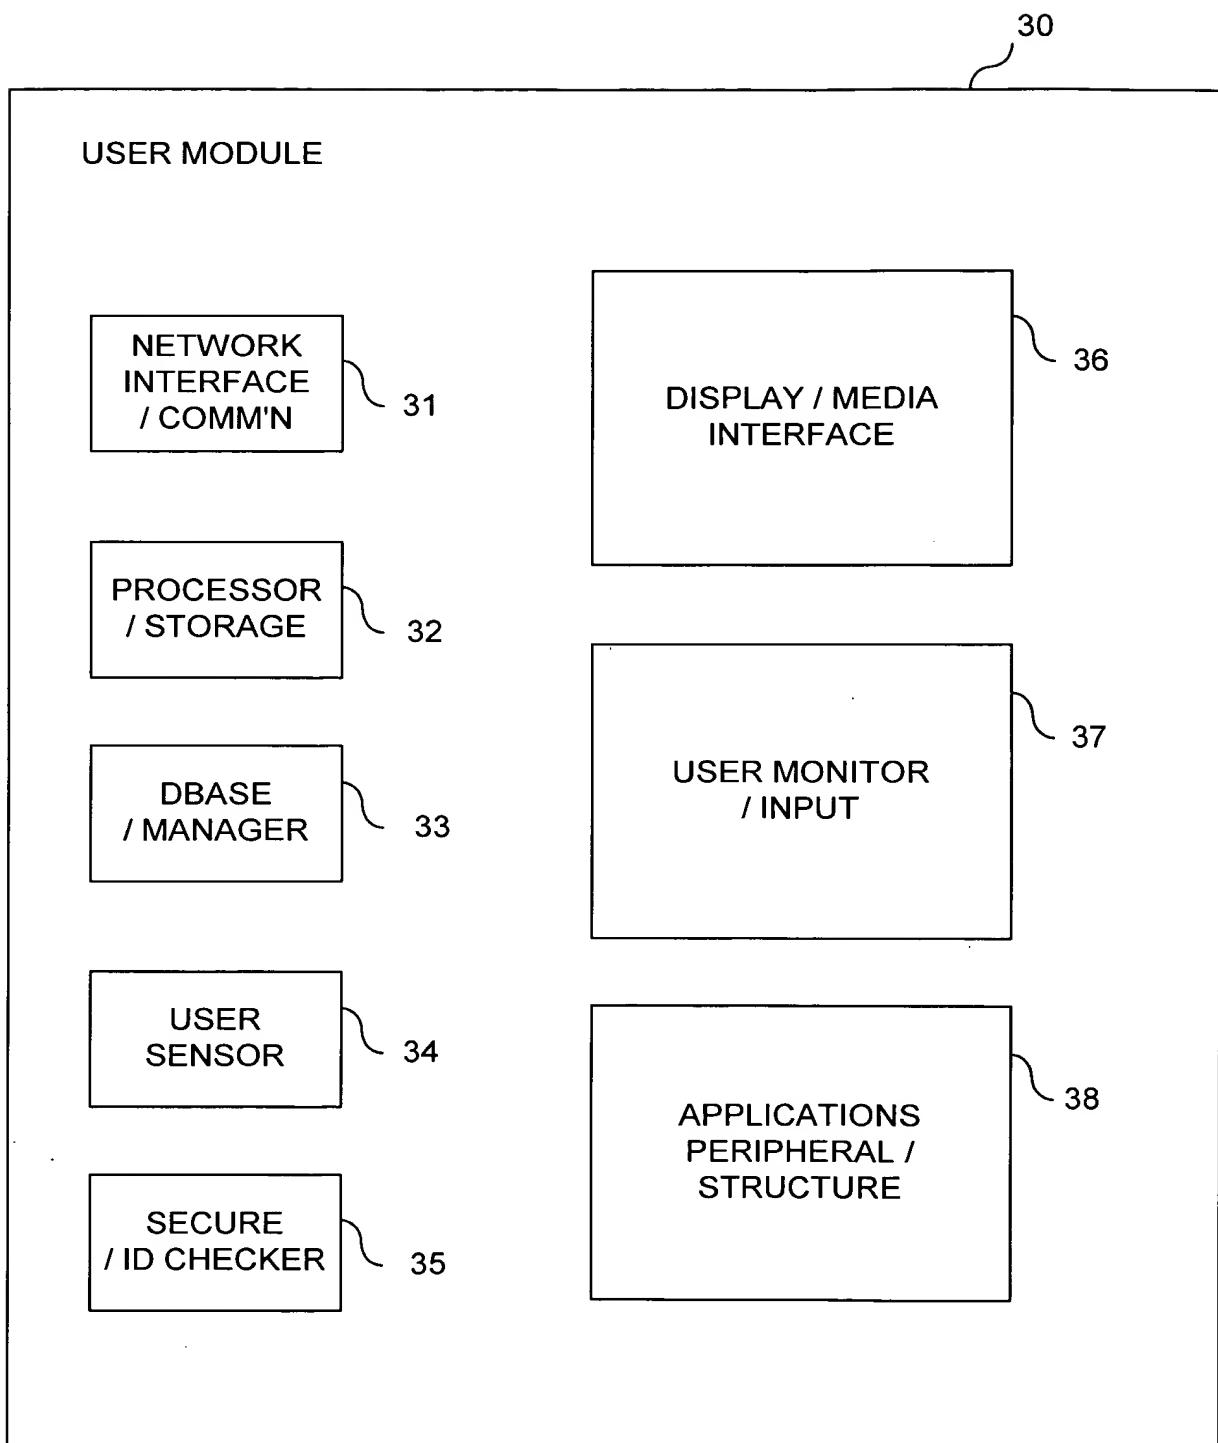 30
USER MODULE
NETWORK
INTERFACE
/ COMM'N
31
PROCESSOR
/ STORAGE
32
DBASE
/ MANAGER
33
USER
SENSOR
34
SECURE
/ ID CHECKER
35
DISPLAY / MEDIA
INTERFACE
36
USER MONITOR
/ INPUT
37
APPLICATIONS
PERIPHERAL /
STRUCTURE
38